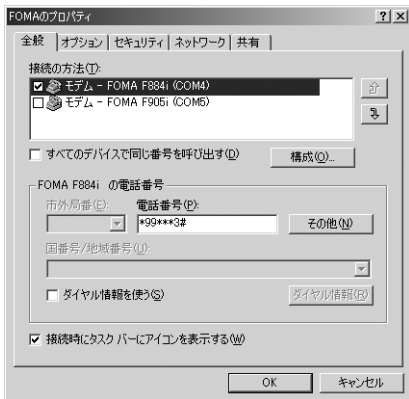 FOMAのプロパティ
全般 オプション セキュリティ ネットワーク 共有
接続の方法(T):
モデム - FOMA F884i (COM4)
モデム - FOMA F905i (COM5)
すべてのデバイスで同じ番号を呼び出す(D) 構成(O)...
FOMA F884i の電話番号
市外局番(E): 電話番号(P):
*99***3# その他(N)
国番号/地域番号(U):
ダイヤル情報を使う(S) ダイヤル情報(R)
接続時にタスク バーにアイコンを表示する(W)
OK キャンセル